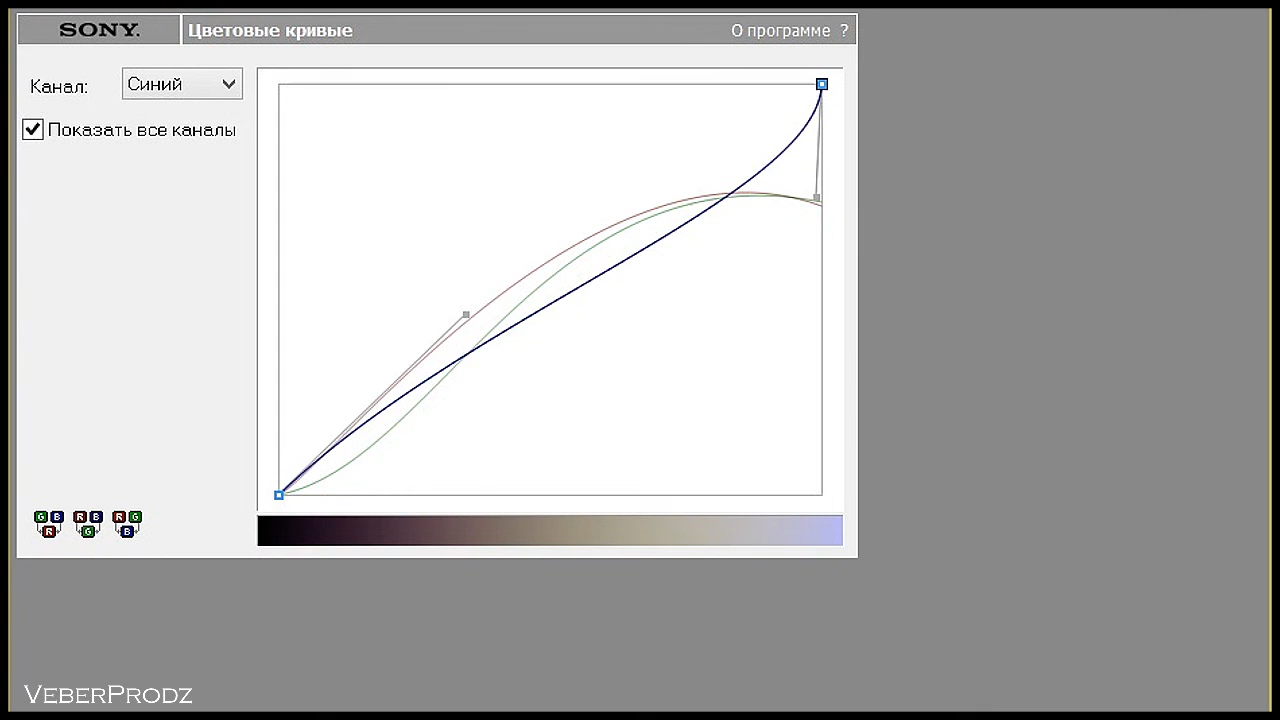 SONY.
Цветовые кривые
О программе ?
Канал:
Синий
Показать все каналы
G B
R
R B
G
R G
B
VEBERPRODZ